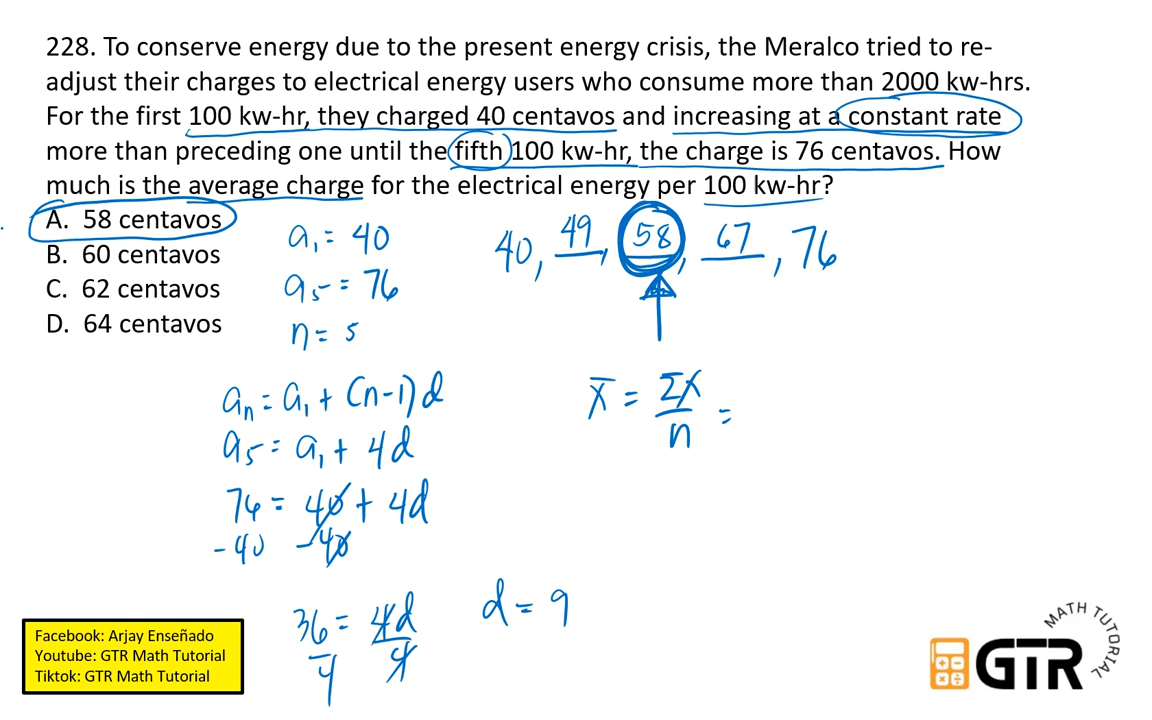 228. To conserve energy due to the present energy crisis, the Meralco tried to re-
adjust their charges to electrical energy users who consume more than 2000 kw-hrs.
For the first 100 kw-hr, they charged 40 centavos and increasing at a constant rate
more than preceding one until the fifth 100 kw-hr, the charge is 76 centavos. How
much is the average charge for the electrical energy per 100 kw-hr?
A. 58 centavos
B. 60 centavos
C. 62 centavos
D. 64 centavos
a₁ = 40
a₅ = 76
n = 5
40, 49, 58, 67, 76
aₙ = a₁ + (n-1)d
a₅ = a₁ + 4d
76 = 40 + 4d
-40 -40
36 = 4d
4 4
d = 9
x̄ = Σx =
n
Facebook: Arjay Enseñado
Youtube: GTR Math Tutorial
Tiktok: GTR Math Tutorial
GTR
MATH TUTORIAL